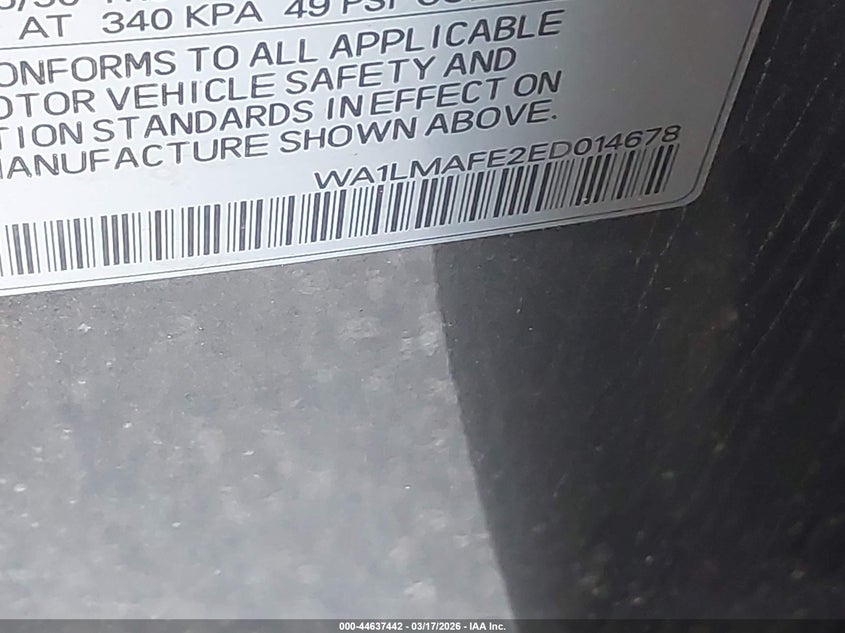 AT 340 KPA 49 PSI
ONFORMS TO ALL APPLICABLE
OTOR VEHICLE SAFETY AND
TION STANDARDS IN EFFECT ON
MANUFACTURE SHOWN ABOVE.
WA1LMAFE2ED014678
000-44637442 - 03/17/2026 - IAA Inc.